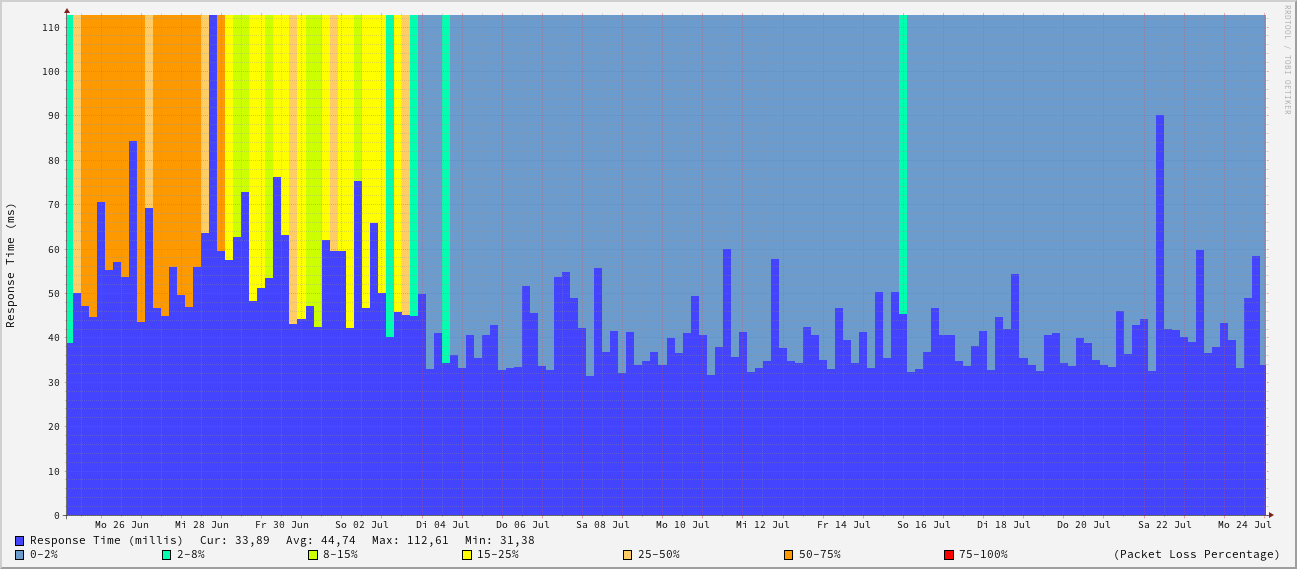 RRDTOOL / TOBI OETIKER
Response Time (ms)
110
100
90
80
70
60
50
40
30
20
10
0
Mo 26 Jun Mi 28 Jun Fr 30 Jun So 02 Jul Di 04 Jul Do 06 Jul Sa 08 Jul Mo 10 Jul Mi 12 Jul Fr 14 Jul So 16 Jul Di 18 Jul Do 20 Jul Sa 22 Jul Mo 24 Jul
Response Time (millis) Cur: 33,89 Avg: 44,74 Max: 112,61 Min: 31,38
0-2% 2-8% 8-15% 15-25% 25-50% 50-75% 75-100% (Packet Loss Percentage)